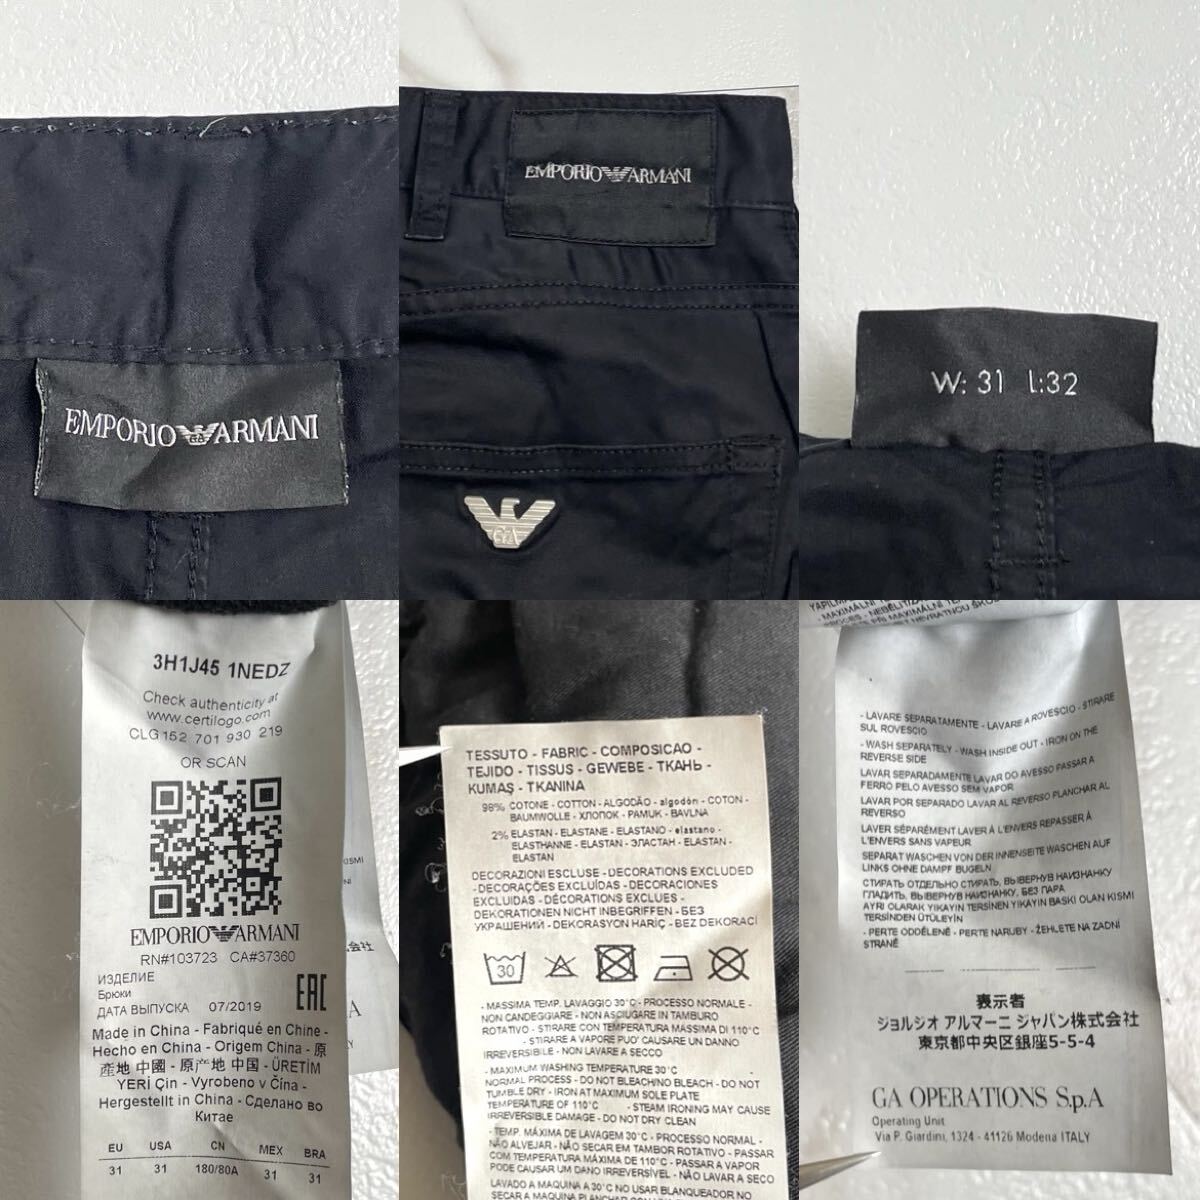 EMPORIO ARMANI
EMPORIO ARMANI
W: 31 L:32
3H1J45 1NEDZ
Check authenticity at
www.certilogo.com
CLG 152 701 930 219
OR SCAN
EMPORIO ARMANI
RN#103723 CA#37360
ИЗДЕЛИЕ
Брюки
ДАТА ВЫПУСКА 07/2019
EAC
Made in China - Fabriqué en Chine -
Hecho en China - Origem China - 原
產地 中國 - 原产地 中国 - ÜRETİM
YERİ Çin - Vyrobeno v Čína -
Hergestellt in China - Сделано во
Китае
EU USA CN MEX BRA
31 31 180/80A 31 31
TESSUTO - FABRIC - COMPOSICAO -
TEJIDO - TISSUS - GEWEBE - ТКАНЬ -
KUMAŞ - TKANINA
98% COTONE - COTTON - ALGODÃO - algodón - COTON -
BAUMWOLLE - ХЛОПОК - PAMUK - BAVLNA
2% ELASTAN - ELASTANE - ELASTANO - elastano -
ELASTHANNE - ELASTAN - ЭЛАСТАН - ELASTAN -
ELASTAN
DECORAZIONI ESCLUSE - DECORATIONS EXCLUDED
- DECORAÇÕES EXCLUÍDAS - DECORACIONES
EXCLUIDAS - DÉCORATIONS EXCLUES -
DEKORATIONEN NICHT INBEGRIFFEN - БЕЗ
УКРАШЕНИЙ - DEKORASYON HARİÇ - BEZ DEKORACÍ
30
- MASSIMA TEMP. LAVAGGIO 30°C - PROCESSO NORMALE -
NON CANDEGGIARE - NON ASCIUGARE IN TAMBURO
ROTATIVO - STIRARE CON TEMPERATURA MASSIMA DI 110°C
- STIRARE A VAPORE PUO' CAUSARE UN DANNO
IRREVERSIBILE - NON LAVARE A SECCO
- MAXIMUM WASHING TEMPERATURE 30°C -
NORMAL PROCESS - DO NOT BLEACH/NO BLEACH - DO NOT
TUMBLE DRY - IRON AT MAXIMUM SOLE PLATE
TEMPERATURE OF 110°C - STEAM IRONING MAY CAUSE
IRREVERSIBLE DAMAGE - DO NOT DRY CLEAN
- TEMP. MÁXIMA DE LAVAGEM 30°C - PROCESSO NORMAL -
NÃO ALVEJAR - NÃO SECAR EM TAMBOR ROTATIVO - PASSAR
COM TEMPERATURA MÁXIMA DE 110°C - PASSAR A VAPOR
PODE CAUSAR UM DANO IRREVERSÍVEL - NÃO LAVAR A SECO
LAVADO A MAQUINA A 30°C NO USAR BLANQUEADOR NO
- LAVARE SEPARATAMENTE - LAVARE A ROVESCIO - STIRARE
SUL ROVESCIO
- WASH SEPARATELY - WASH INSIDE OUT - IRON ON THE
REVERSE SIDE
LAVAR SEPARADAMENTE LAVAR DO AVESSO PASSAR A
FERRO PELO AVESSO SEM VAPOR
LAVAR POR SEPARADO LAVAR AL REVERSO PLANCHAR AL
REVERSO
LAVER SÉPARÉMENT LAVER À L'ENVERS REPASSER À
L'ENVERS SANS VAPEUR
SEPARAT WASCHEN VON DER INNENSEITE WASCHEN AUF
LINKS OHNE DAMPF BUGELN
СТИРАТЬ ОТДЕЛЬНО СТИРАТЬ, ВЫВЕРНУВ НАИЗНАНКУ
ГЛАДИТЬ, ВЫВЕРНУВ НАИЗНАНКУ, БЕЗ ПАРА
AYRI OLARAK YIKAYIN TERSİNEN YIKAYIN BASKI OLAN KISMI
TERSİNDEN ÜTÜLEYİN
- PERTE ODDĚLENĚ - PERTE NARUBY - ŽEHLETE NA ZADNÍ
STRANĚ
表示者
ジョルジオ アルマーニ ジャパン株式会社
東京都中央区銀座5-5-4
GA OPERATIONS S.p.A
Operating Unit
Via P. Giardini, 1324 - 41126 Modena ITALY